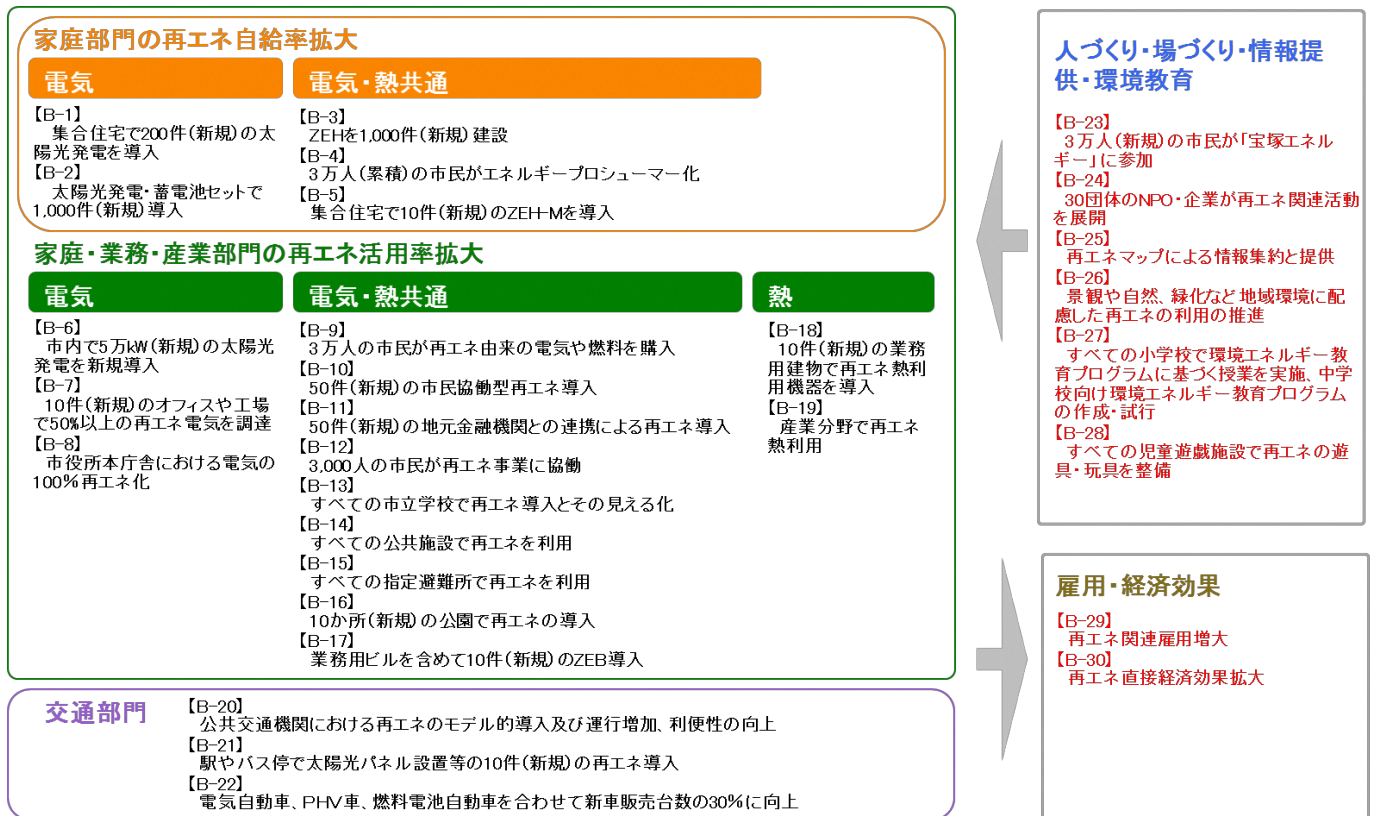 家庭部門の再エネ自給率拡大
電気
【B-1】
集合住宅で200件(新規)の太
陽光発電を導入
【B-2】
太陽光発電・蓄電池セットで
1,000件(新規)導入
電気・熱共通
【B-3】
ZEHを1,000件(新規)建設
【B-4】
3万人(累積)の市民がエネルギープロシューマー化
【B-5】
集合住宅で10件(新規)のZEH-Mを導入
家庭・業務・産業部門の再エネ活用率拡大
電気
【B-6】
市内で5万kW(新規)の太陽光
発電を新規導入
【B-7】
10件(新規)のオフィスや工場
で50%以上の再エネ電気を調達
【B-8】
市役所本庁舎における電気の
100%再エネ化
電気・熱共通
【B-9】
3万人の市民が再エネ由来の電気や燃料を購入
【B-10】
50件(新規)の市民協働型再エネ導入
【B-11】
50件(新規)の地元金融機関との連携による再エネ導入
【B-12】
3,000人の市民が再エネ事業に協働
【B-13】
すべての市立学校で再エネ導入とその見える化
【B-14】
すべての公共施設で再エネを利用
【B-15】
すべての指定避難所で再エネを利用
【B-16】
10か所(新規)の公園で再エネの導入
【B-17】
業務用ビルを含めて10件(新規)のZEB導入
熱
【B-18】
10件(新規)の業務
用建物で再エネ熱利
用機器を導入
【B-19】
産業分野で再エネ
熱利用
交通部門
【B-20】
公共交通機関における再エネのモデル的導入及び運行増加、利便性の向上
【B-21】
駅やバス停で太陽光パネル設置等の10件(新規)の再エネ導入
【B-22】
電気自動車、PHV車、燃料電池自動車を合わせて新車販売台数の30%に向上
人づくり・場づくり・情報提
供・環境教育
【B-23】
3万人(新規)の市民が「宝塚エネル
ギー」に参加
【B-24】
30団体のNPO・企業が再エネ関連活動
を展開
【B-25】
再エネマップによる情報集約と提供
【B-26】
景観や自然、緑化など地域環境に配
慮した再エネの利用の推進
【B-27】
すべての小学校で環境エネルギー教
育プログラムに基づく授業を実施、中学
校向け環境エネルギー教育プログラム
の作成・試行
【B-28】
すべての児童遊戯施設で再エネの遊
具・玩具を整備
雇用・経済効果
【B-29】
再エネ関連雇用増大
【B-30】
再エネ直接経済効果拡大